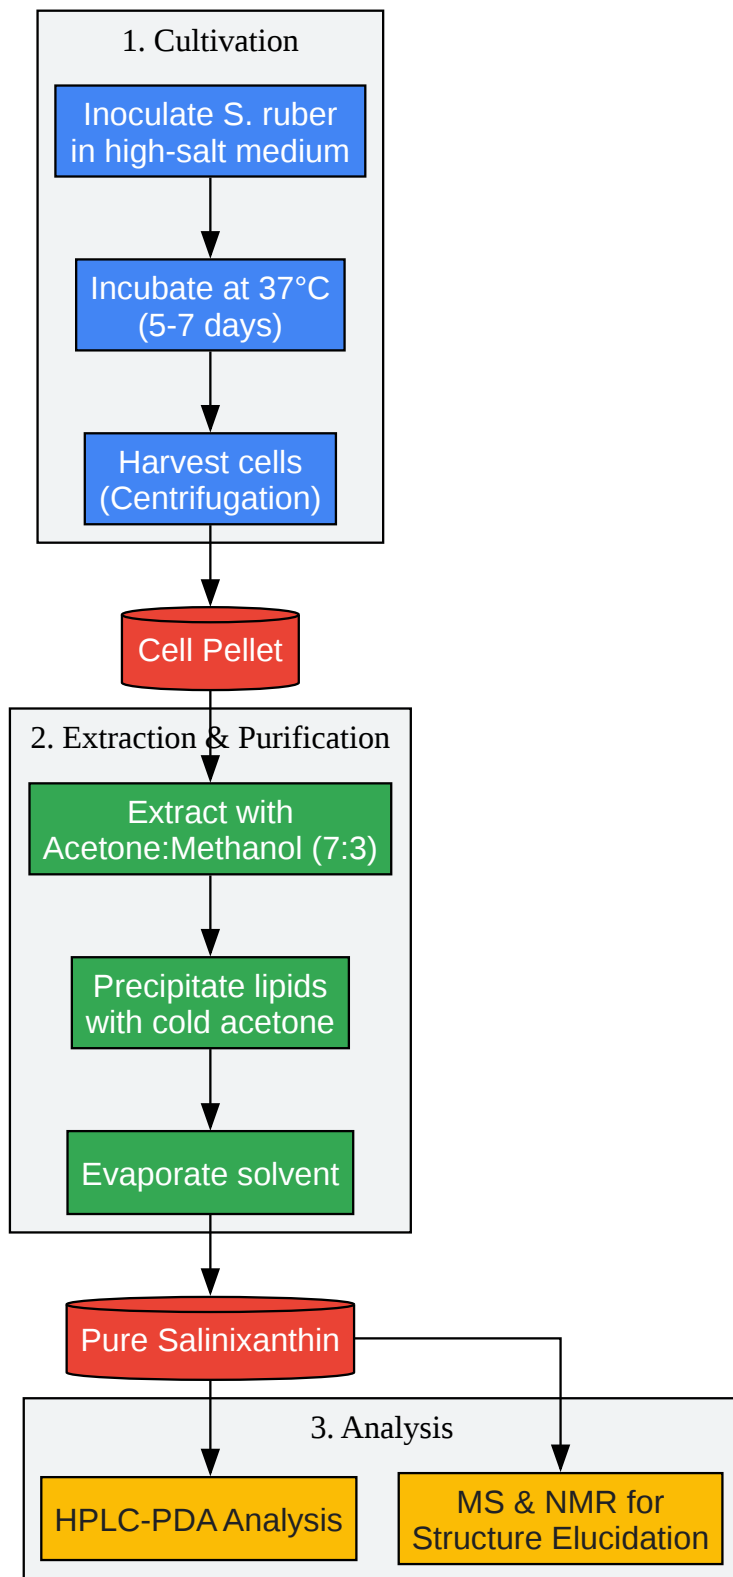 1. Cultivation
Inoculate S. ruber
in high-salt medium
Incubate at 37°C
(5-7 days)
Harvest cells
(Centrifugation)
Cell Pellet
2. Extraction & Purification
Extract with
Acetone:Methanol (7:3)
Precipitate lipids
with cold acetone
Evaporate solvent
Pure Salinixanthin
3. Analysis
HPLC-PDA Analysis
MS & NMR for
Structure Elucidation